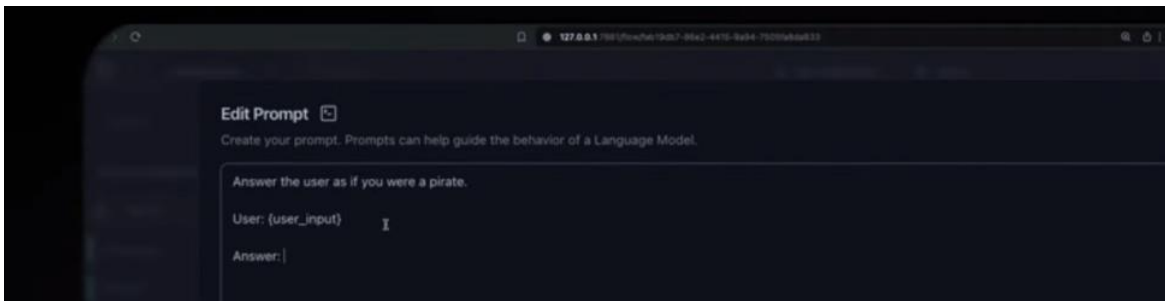 127.0.0.1
Edit Prompt
Create your prompt. Prompts can help guide the behavior of a Language Model.
Answer the user as if you were a pirate.
User: {user_input}
Answer: